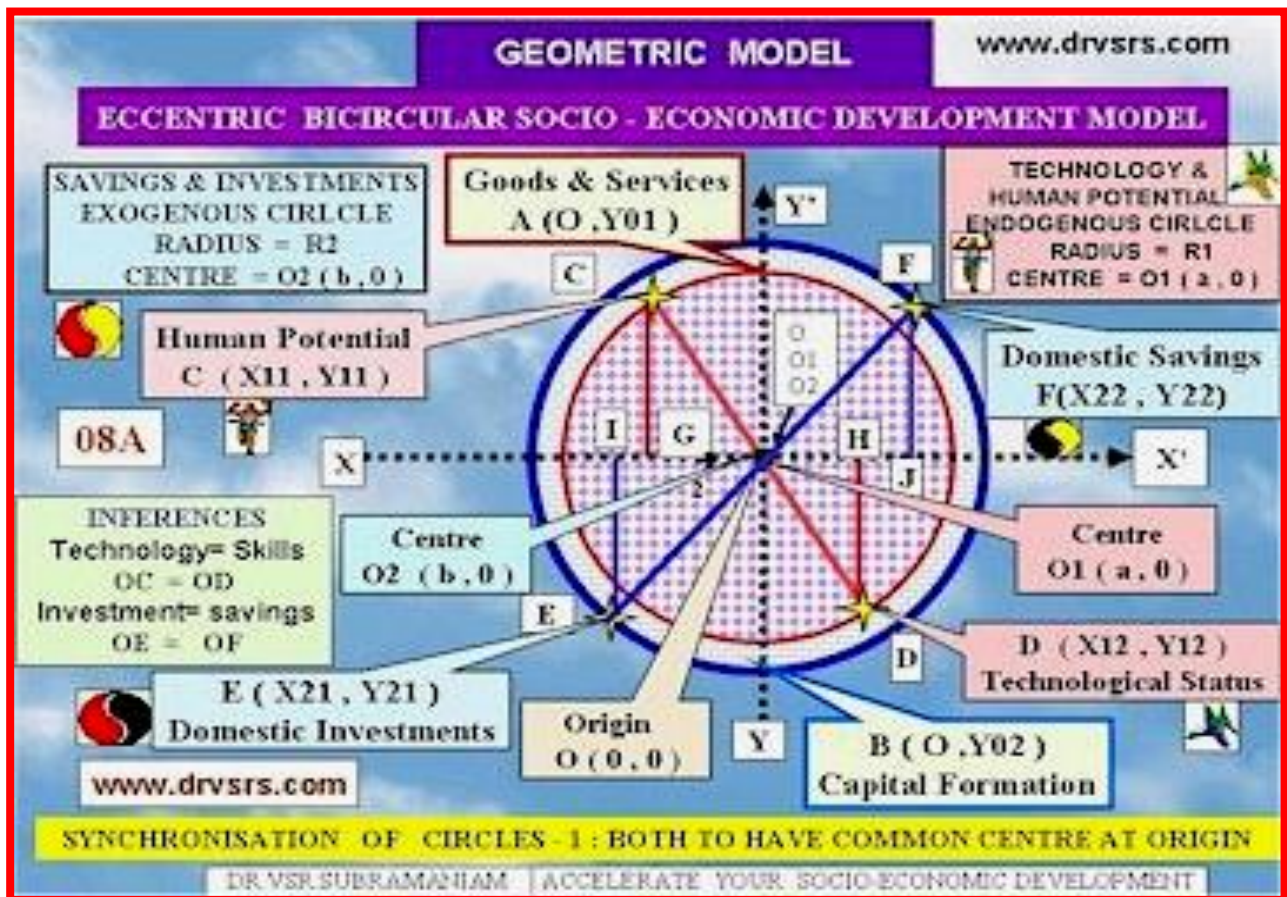 GEOMETRIC MODEL
www.drvsrs.com
ECCENTRIC BICIRCULAR SOCIO - ECONOMIC DEVELOPMENT MODEL
SAVINGS & INVESTMENTS
EXOGENOUS CIRLCLE
RADIUS = R2
CENTRE = O2 ( b , 0 )
Goods & Services
A (O ,Y01 )
TECHNOLOGY &
HUMAN POTENTIAL
ENDOGENOUS CIRLCLE
RADIUS = R1
CENTRE = O1 ( a , 0 )
Y'
C
F
Human Potential
C ( X11 , Y11 )
O
O1
O2
Domestic Savings
F(X22 , Y22)
08A
X
I
G
H
J
X'
2
INFERENCES
Technology= Skills
OC = OD
Investment= savings
OE = OF
Centre
O2 ( b , 0 )
Centre
O1 ( a , 0 )
E
D
D ( X12 , Y12 )
Technological Status
E ( X21 , Y21 )
Domestic Investments
Origin
O ( 0 , 0 )
Y
B ( O ,Y02 )
Capital Formation
www.drvsrs.com
SYNCHRONISATION OF CIRCLES - 1 : BOTH TO HAVE COMMON CENTRE AT ORIGIN
DR VSR SUBRAMANIAM ACCELERATE YOUR SOCIO-ECONOMIC DEVELOPMENT